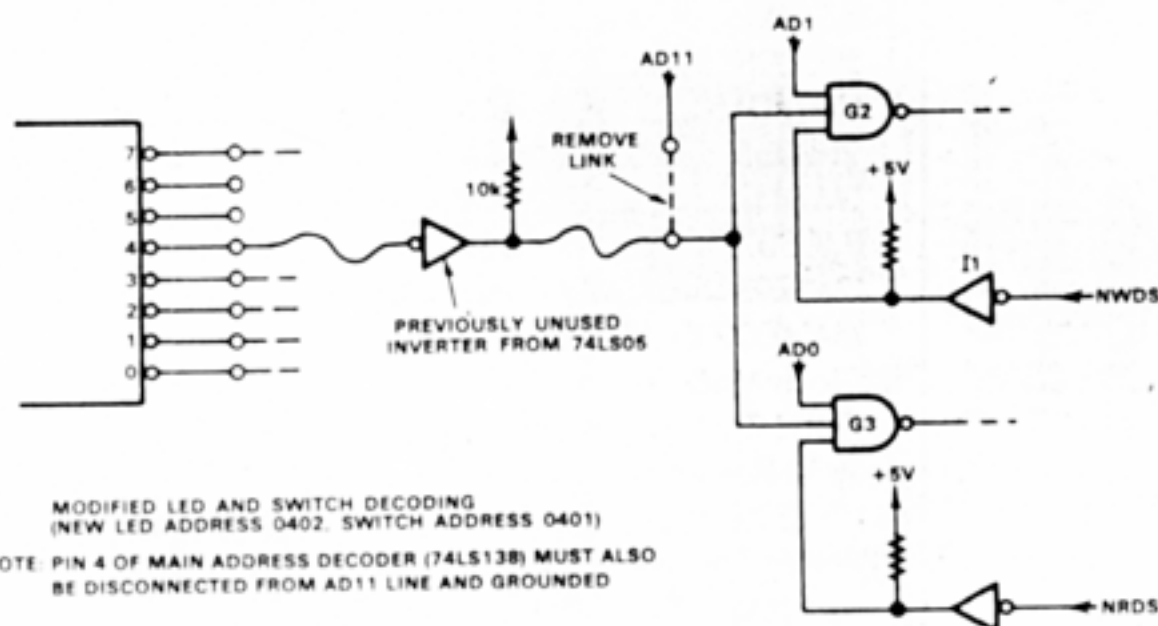 AD1
AD11
G2
REMOVE
LINK
7
6
5
4
3
2
1
0
10k
+5V
I1
NWDS
PREVIOUSLY UNUSED
INVERTER FROM 74LS05
AD0
G3
+5V
MODIFIED LED AND SWITCH DECODING
(NEW LED ADDRESS 0402, SWITCH ADDRESS 0401)
OTE: PIN 4 OF MAIN ADDRESS DECODER (74LS138) MUST ALSO
BE DISCONNECTED FROM AD11 LINE AND GROUNDED
NRDS